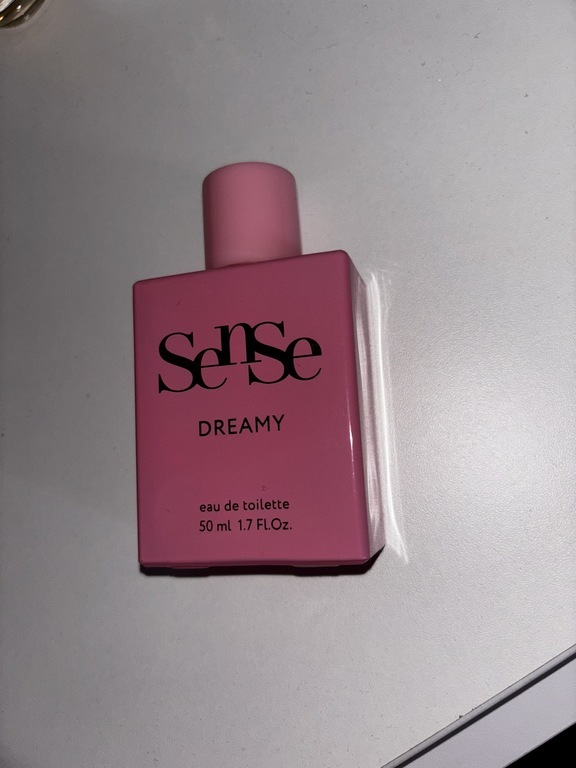 Sense
DREAMY
eau de toilette
50 ml 1.7 Fl.Oz.